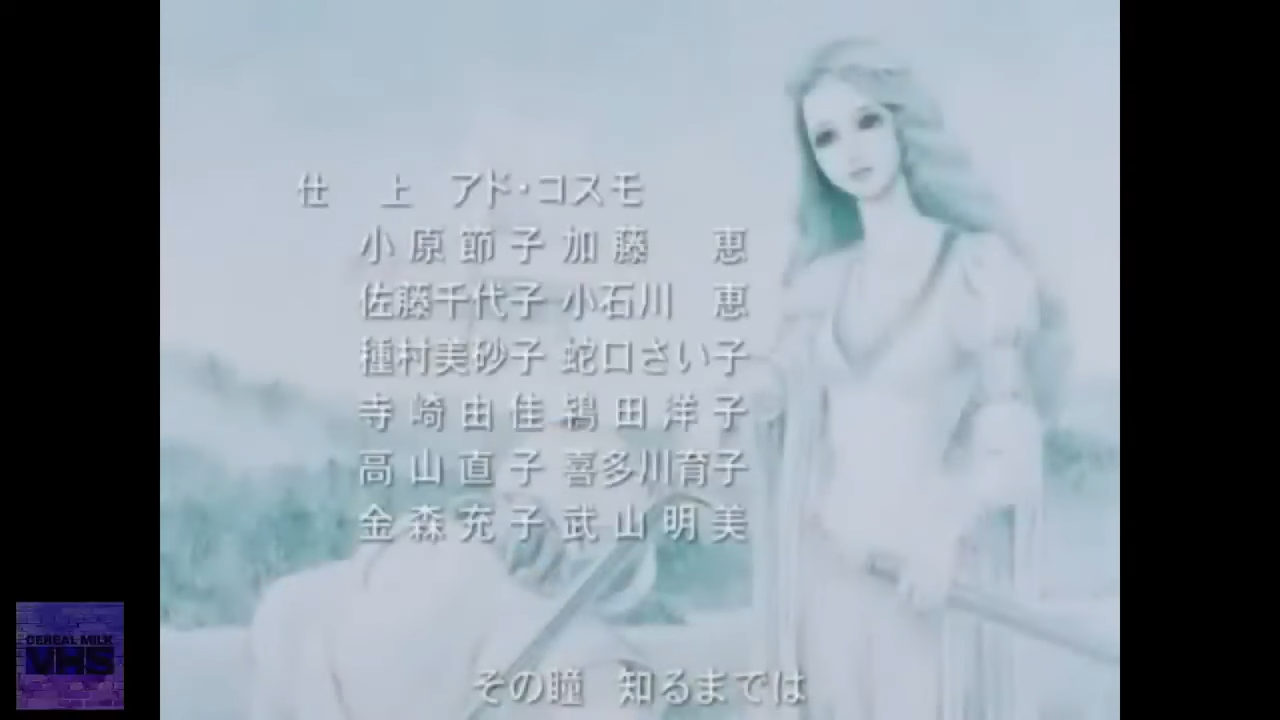 仕　上　アド・コスモ
小原節子 加藤　恵
佐藤千代子 小石川　恵
種村美砂子 蛇口さい子
寺崎由佳 鴇田洋子
高山直子 喜多川育子
金森充子 武山明美
その瞳　知るまでは
CEREAL MILK
VHS